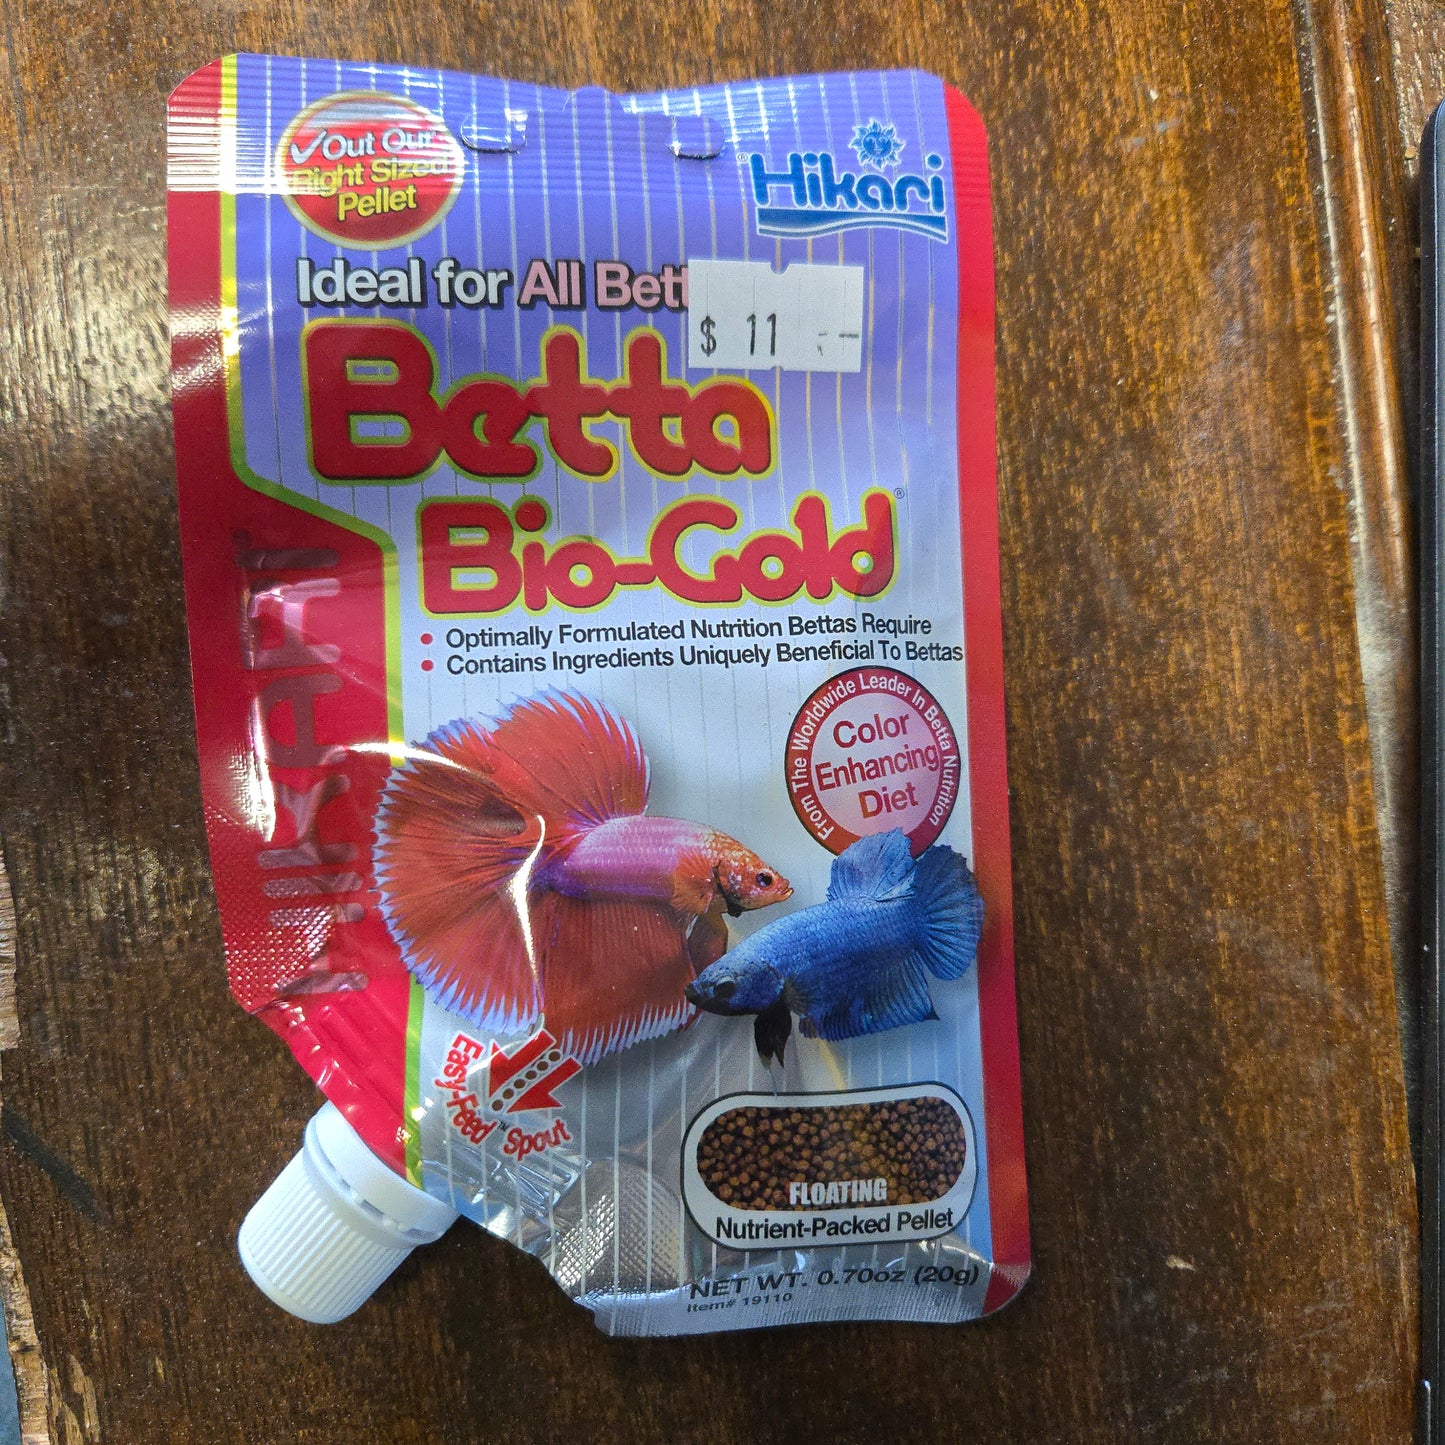 ✓Out Our
Right Sized
Pellet
Hikari
Ideal for All Bett
$ 11 .-
Betta
Bio-Gold®
• Optimally Formulated Nutrition Bettas Require
• Contains Ingredients Uniquely Beneficial To Bettas
HIKARI
From The Worldwide Leader In Betta Nutrition
Color
Enhancing
Diet
Easy-Feed™ Spout
FLOATING
Nutrient-Packed Pellet
NET WT. 0.70oz (20g)
Item# 19110